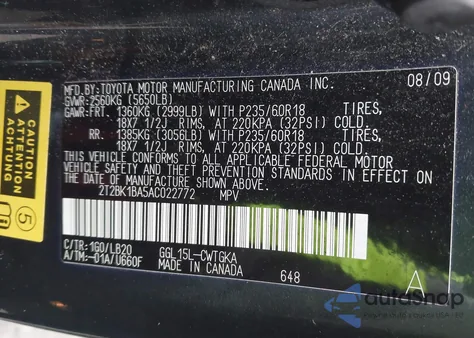 MFD.BY:TOYOTA MOTOR MANUFACTURING CANADA INC. 08/09
GVWR:2560KG (5650LB)
GAWR:FRT. 1360KG (2999LB) WITH P235/60R18 TIRES,
18X7 1/2J RIMS, AT 220KPA (32PSI) COLD.
RR. 1385KG (3056LB) WITH P235/60R18 TIRES,
18X7 1/2J RIMS, AT 220KPA (32PSI) COLD.
THIS VEHICLE CONFORMS TO ALL APPLICABLE FEDERAL MOTOR
VEHICLE SAFETY AND THEFT PREVENTION STANDARDS IN EFFECT
ON THE DATE OF MANUFACTURE SHOWN ABOVE.
2T2BK1BA5AC022772 MPV
C/TR:1G0/LB20 GGL15L-CWTGKA
A/TM:-01A/U660F MADE IN CANADA 648 A
CAUTION
5
autoSnap